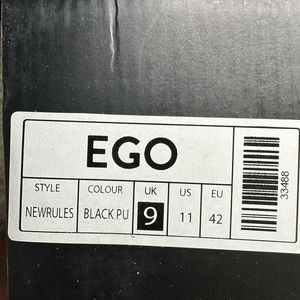 EGO
STYLE COLOUR UK US EU
NEWRULES BLACK PU 9 11 42
33488